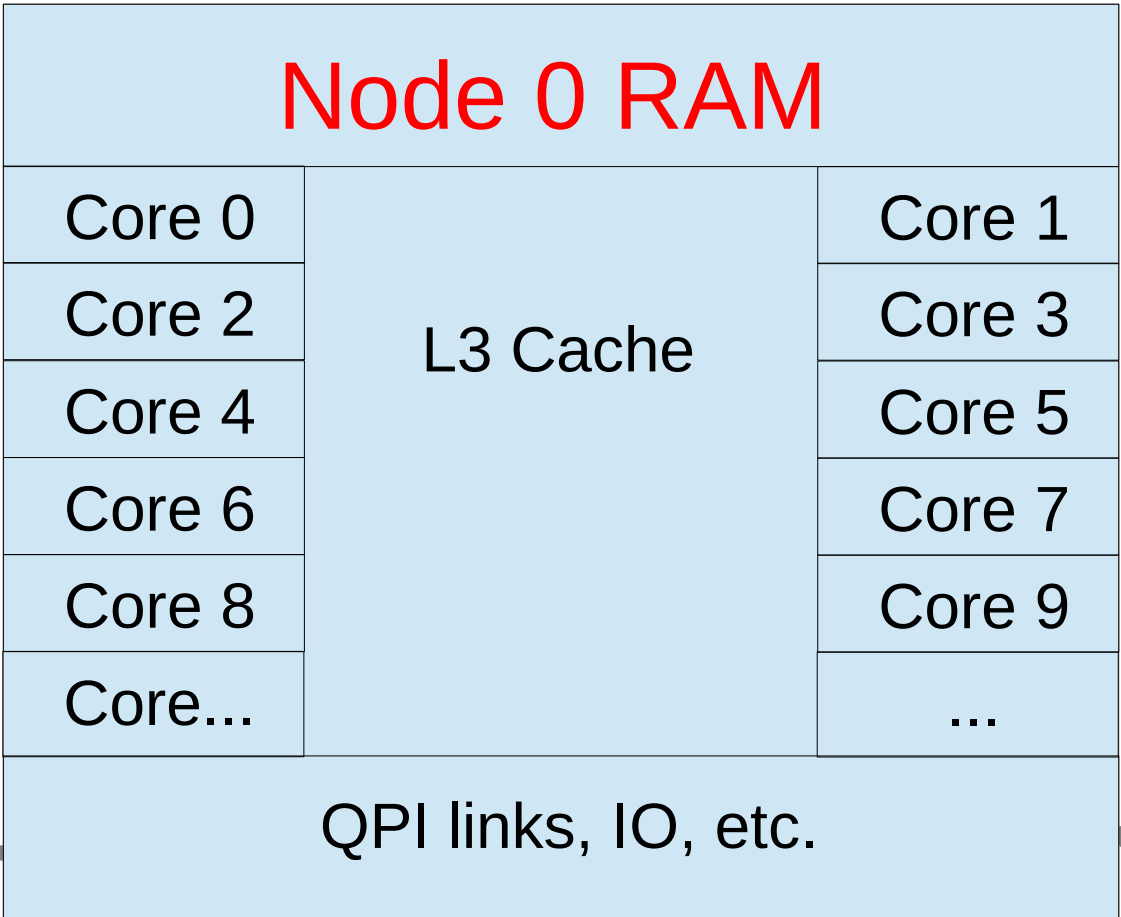 Node 0 RAM
Core 0
Core 1
Core 2
Core 3
L3 Cache
Core 4
Core 5
Core 6
Core 7
Core 8
Core 9
Core...
...
QPI links, IO, etc.